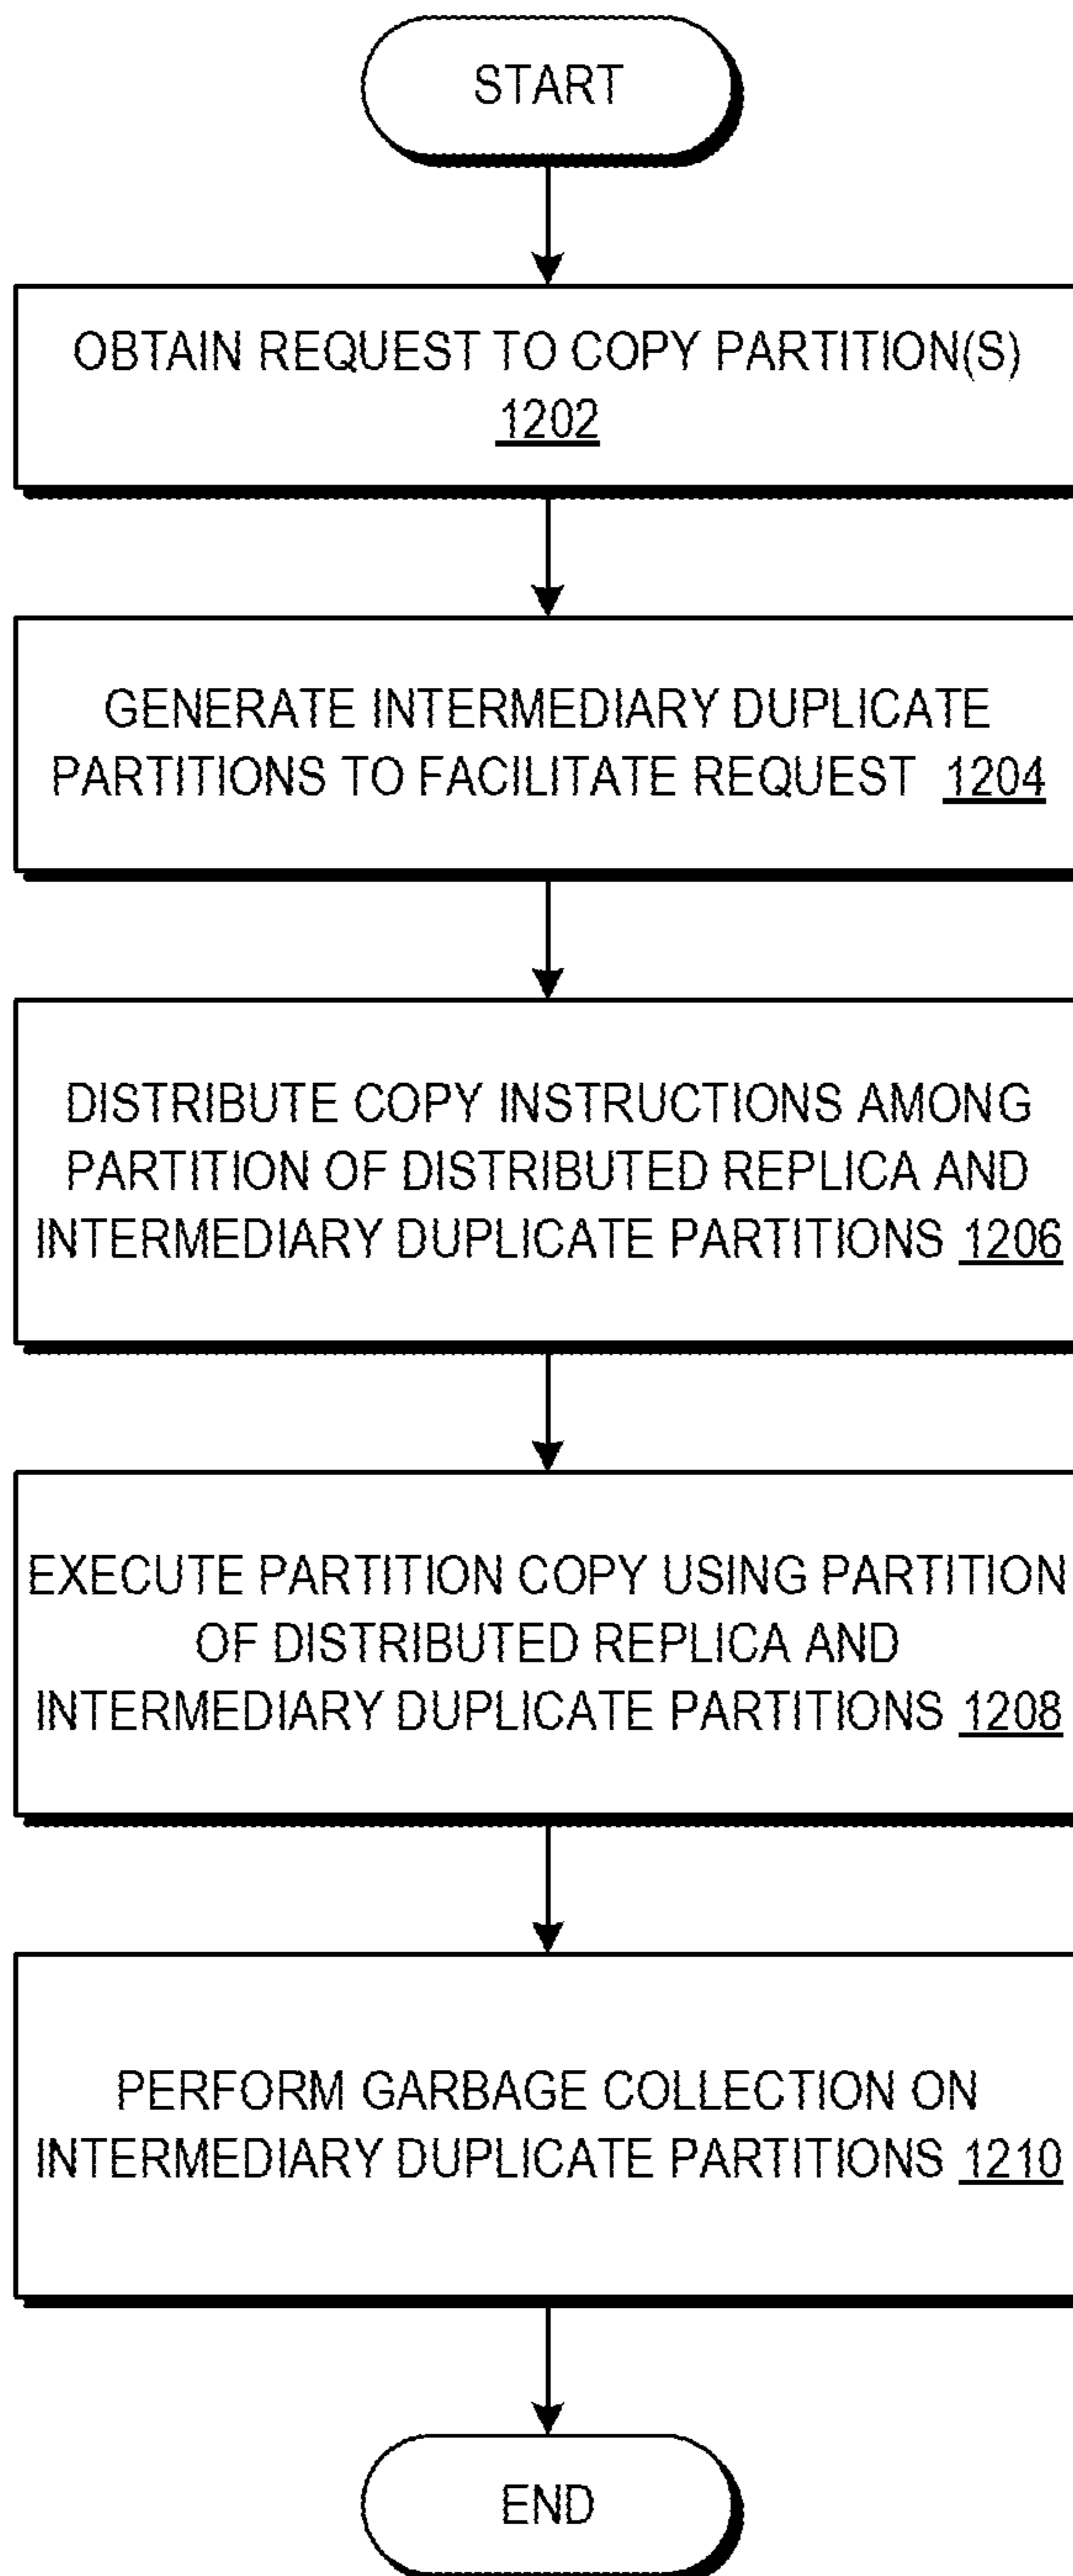 START
OBTAIN REQUEST TO COPY PARTITION(S)
1202
GENERATE INTERMEDIARY DUPLICATE
PARTITIONS TO FACILITATE REQUEST 1204
DISTRIBUTE COPY INSTRUCTIONS AMONG
PARTITION OF DISTRIBUTED REPLICA AND
INTERMEDIARY DUPLICATE PARTITIONS 1206
EXECUTE PARTITION COPY USING PARTITION
OF DISTRIBUTED REPLICA AND
INTERMEDIARY DUPLICATE PARTITIONS 1208
PERFORM GARBAGE COLLECTION ON
INTERMEDIARY DUPLICATE PARTITIONS 1210
END